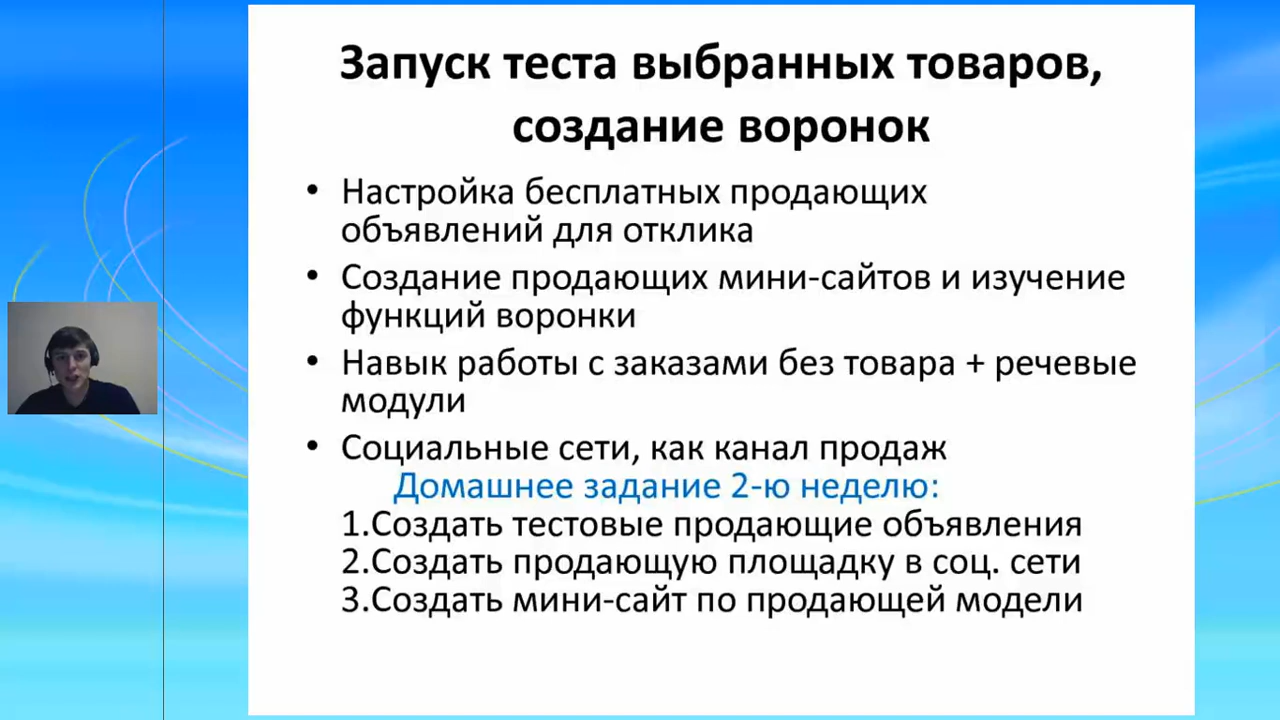 Запуск теста выбранных товаров,
создание воронок
• Настройка бесплатных продающих
объявлений для отклика
• Создание продающих мини-сайтов и изучение
функций воронки
• Навык работы с заказами без товара + речевые
модули
• Социальные сети, как канал продаж
Домашнее задание 2-ю неделю:
1.Создать тестовые продающие объявления
2.Создать продающую площадку в соц. сети
3.Создать мини-сайт по продающей модели